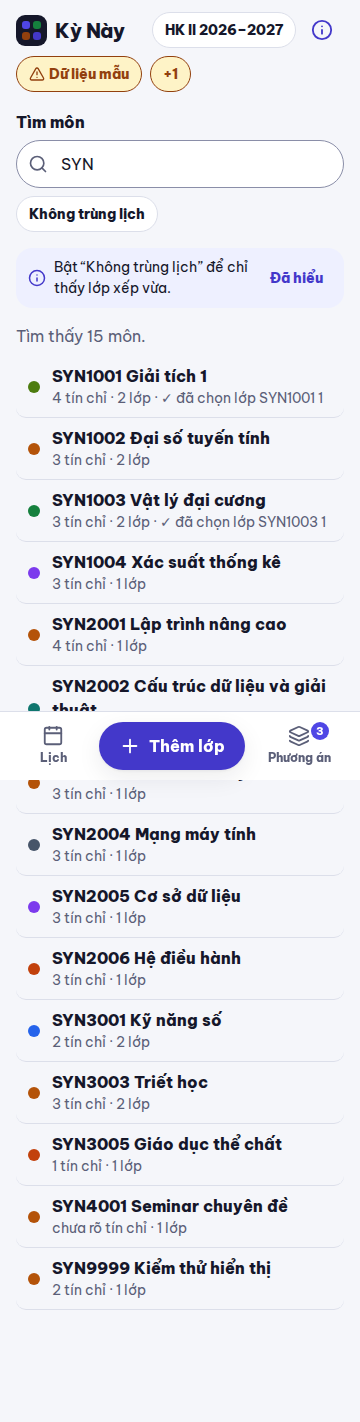 Kỳ Này
HK II 2026–2027
Dữ liệu mẫu
+1
Tìm môn
SYN
Không trùng lịch
Bật “Không trùng lịch” để chỉ
thấy lớp xếp vừa.
Đã hiểu
Tìm thấy 15 môn.
SYN1001 Giải tích 1
4 tín chỉ · 2 lớp · ✓ đã chọn lớp SYN1001 1
SYN1002 Đại số tuyến tính
3 tín chỉ · 2 lớp
SYN1003 Vật lý đại cương
3 tín chỉ · 2 lớp · ✓ đã chọn lớp SYN1003 1
SYN1004 Xác suất thống kê
3 tín chỉ · 1 lớp
SYN2001 Lập trình nâng cao
4 tín chỉ · 1 lớp
SYN2002 Cấu trúc dữ liệu và giải
thuật
Lịch
Thêm lớp
3
Phương án
3 tín chỉ · 1 lớp
SYN2004 Mạng máy tính
3 tín chỉ · 1 lớp
SYN2005 Cơ sở dữ liệu
3 tín chỉ · 1 lớp
SYN2006 Hệ điều hành
3 tín chỉ · 1 lớp
SYN3001 Kỹ năng số
2 tín chỉ · 2 lớp
SYN3003 Triết học
3 tín chỉ · 2 lớp
SYN3005 Giáo dục thể chất
1 tín chỉ · 1 lớp
SYN4001 Seminar chuyên đề
chưa rõ tín chỉ · 1 lớp
SYN9999 Kiểm thử hiển thị
2 tín chỉ · 1 lớp